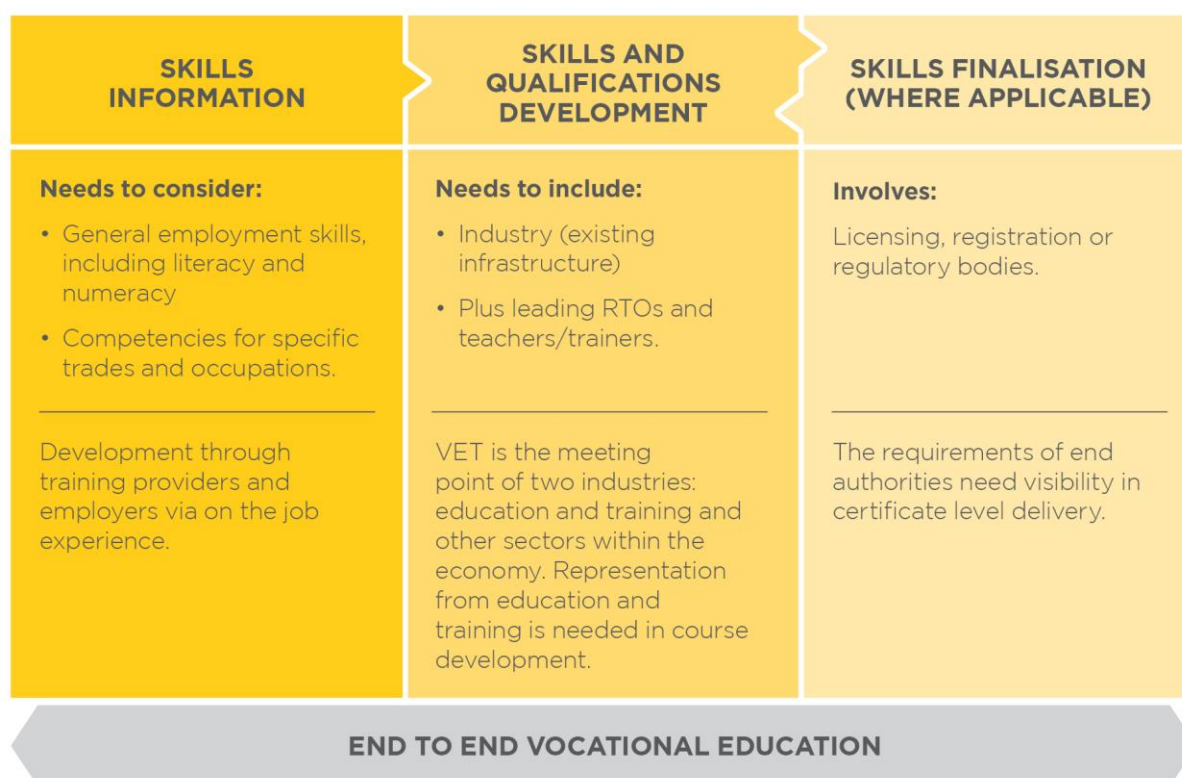 SKILLS
INFORMATION
SKILLS AND
QUALIFICATIONS
DEVELOPMENT
SKILLS FINALISATION
(WHERE APPLICABLE)
Needs to consider:
• General employment skills,
including literacy and
numeracy
• Competencies for specific
trades and occupations.
Development through
training providers and
employers via on the job
experience.
Needs to include:
• Industry (existing
infrastructure)
• Plus leading RTOs and
teachers/trainers.
VET is the meeting
point of two industries:
education and training and
other sectors within the
economy. Representation
from education and
training is needed in course
development.
Involves:
Licensing, registration or
regulatory bodies.
The requirements of end
authorities need visibility in
certificate level delivery.
END TO END VOCATIONAL EDUCATION